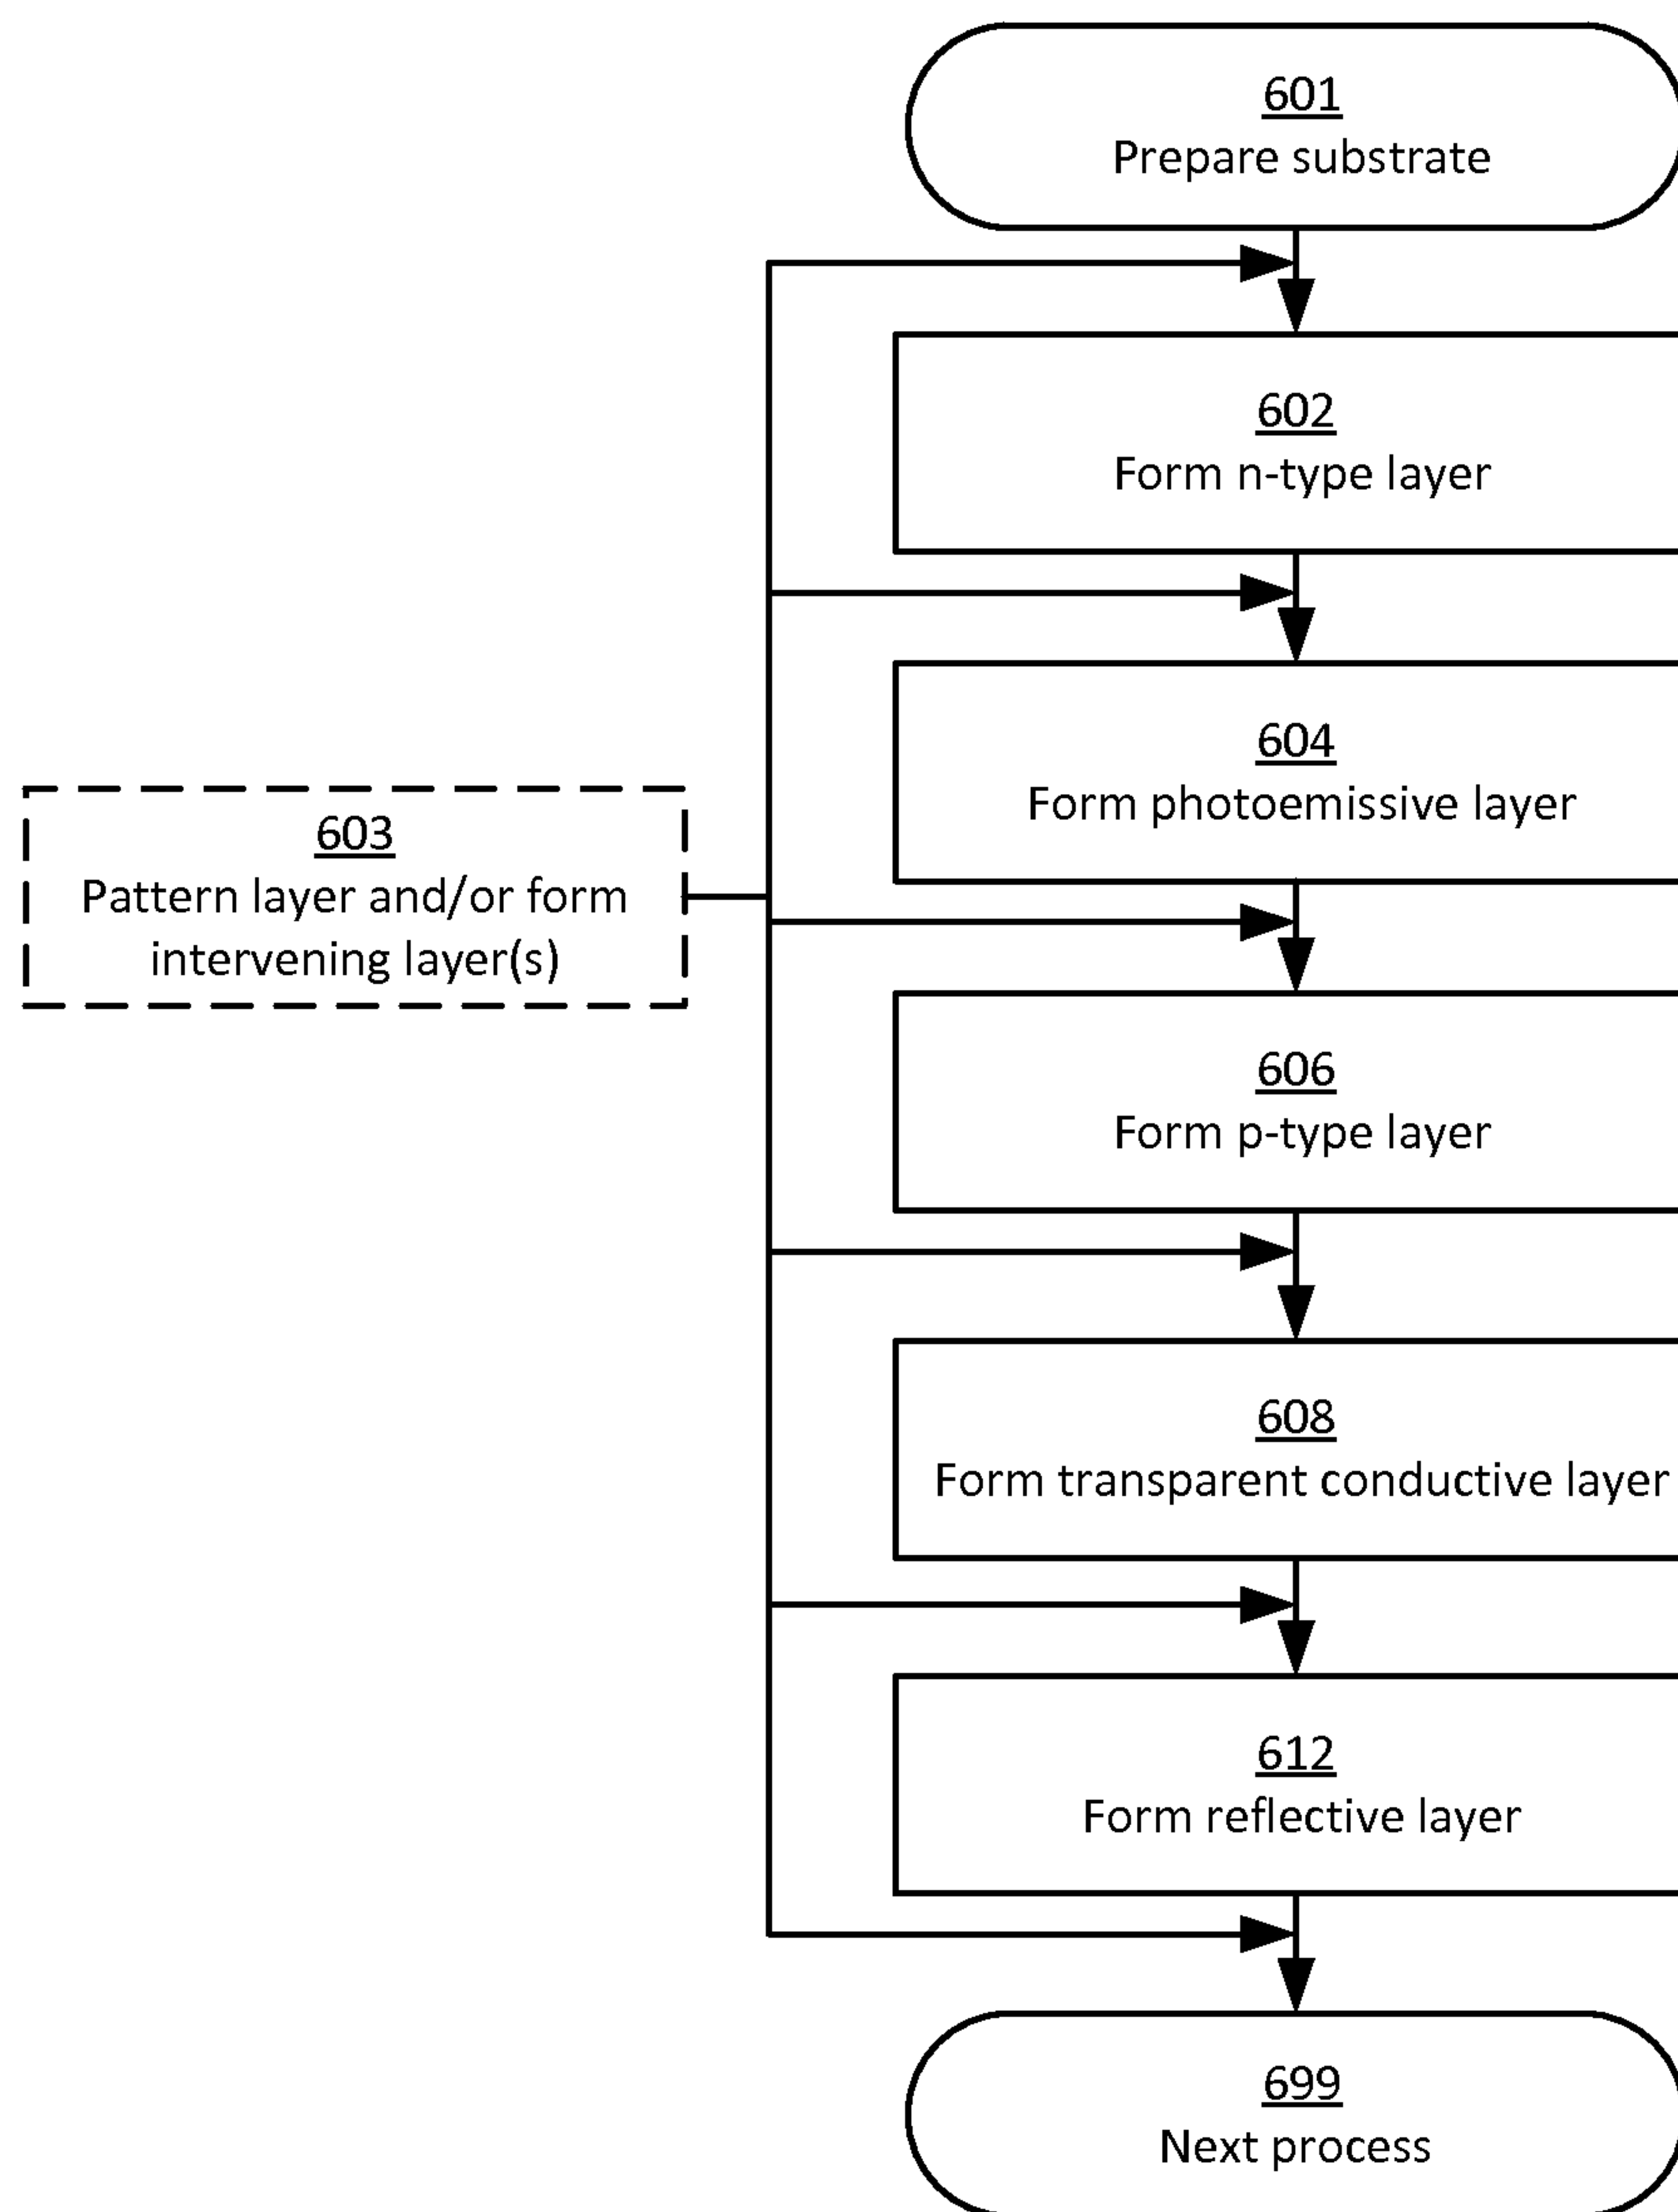 601
Prepare substrate
602
Form n-type layer
604
Form photoemissive layer
603
Pattern layer and/or form
intervening layer(s)
606
Form p-type layer
608
Form transparent conductive layer
612
Form reflective layer
699
Next process